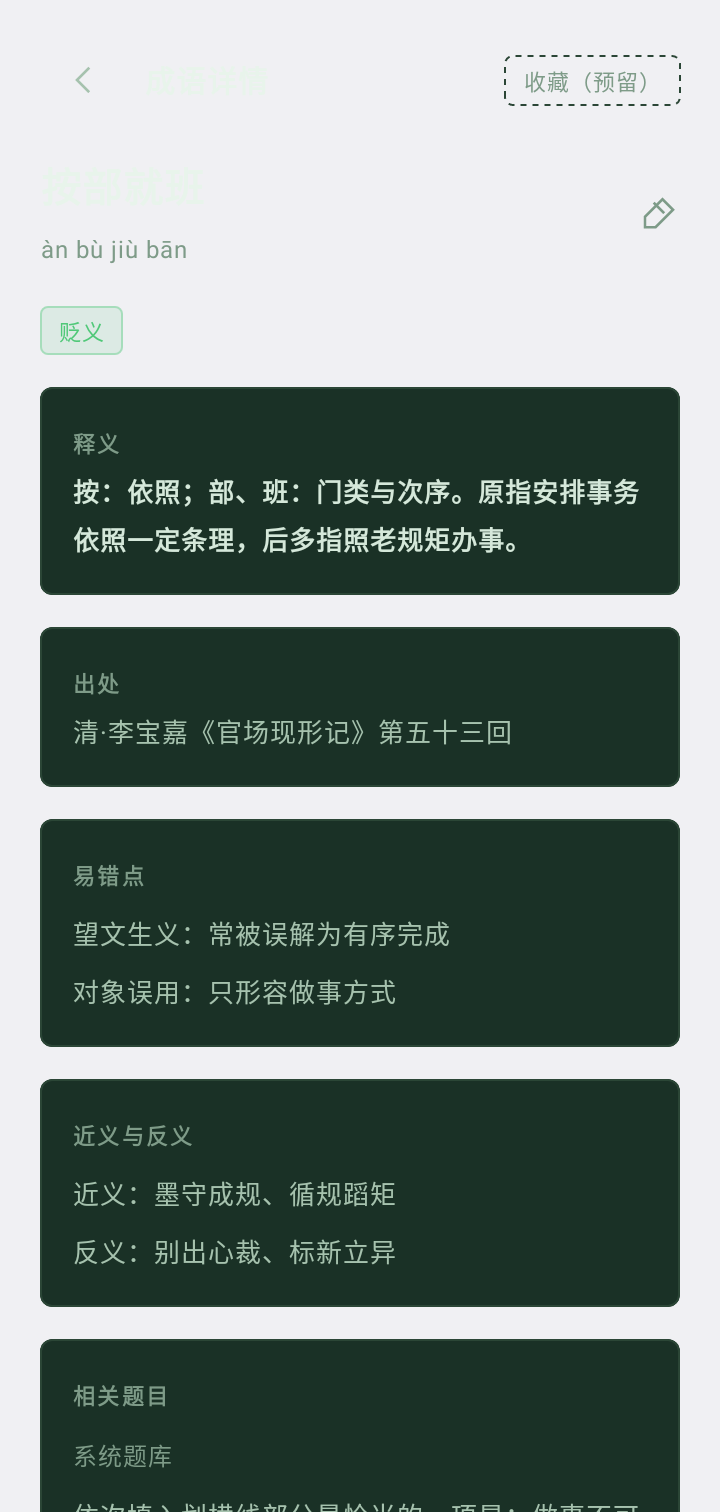 收藏（预留）
按部就班
àn bù jiù bān
贬义
释义
按：依照；部、班：门类与次序。原指安排事务
依照一定条理，后多指照老规矩办事。
出处
清·李宝嘉《官场现形记》第五十三回
易错点
望文生义：常被误解为有序完成
对象误用：只形容做事方式
近义与反义
近义：墨守成规、循规蹈矩
反义：别出心裁、标新立异
相关题目
系统题库